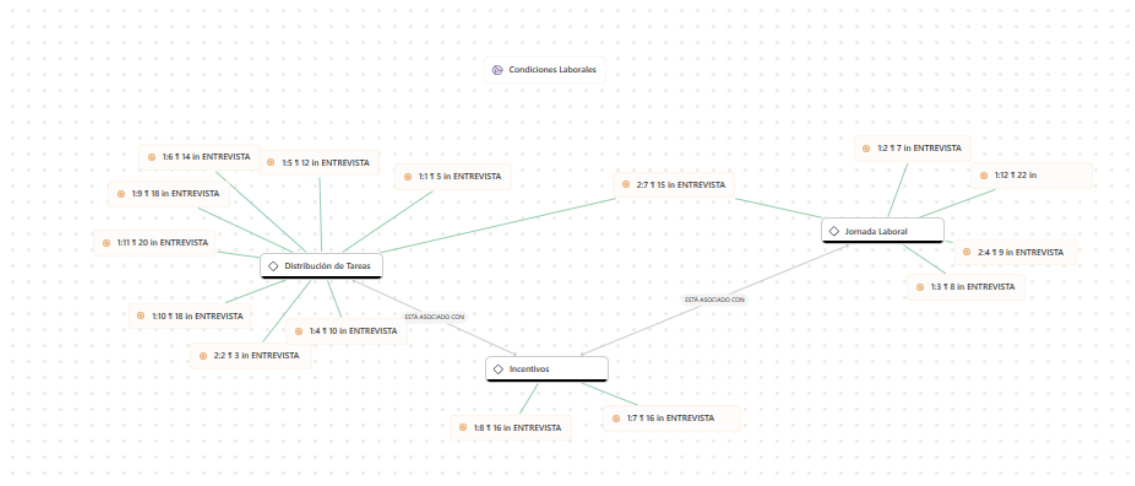 Condiciones Laborales
1:2 ¶ 7 in ENTREVISTA
1:6 ¶ 14 in ENTREVISTA
1:5 ¶ 12 in ENTREVISTA
1:1 ¶ 5 in ENTREVISTA
1:12 ¶ 22 in
2:7 ¶ 15 in ENTREVISTA
1:9 ¶ 18 in ENTREVISTA
Jornada Laboral
1:11 ¶ 20 in ENTREVISTA
2:4 ¶ 9 in ENTREVISTA
Distribución de Tareas
1:3 ¶ 8 in ENTREVISTA
ESTÁ ASOCIADO CON
1:10 ¶ 18 in ENTREVISTA
ESTÁ ASOCIADO CON
1:4 ¶ 10 in ENTREVISTA
2:2 ¶ 3 in ENTREVISTA
Incentivos
1:7 ¶ 16 in ENTREVISTA
1:8 ¶ 16 in ENTREVISTA